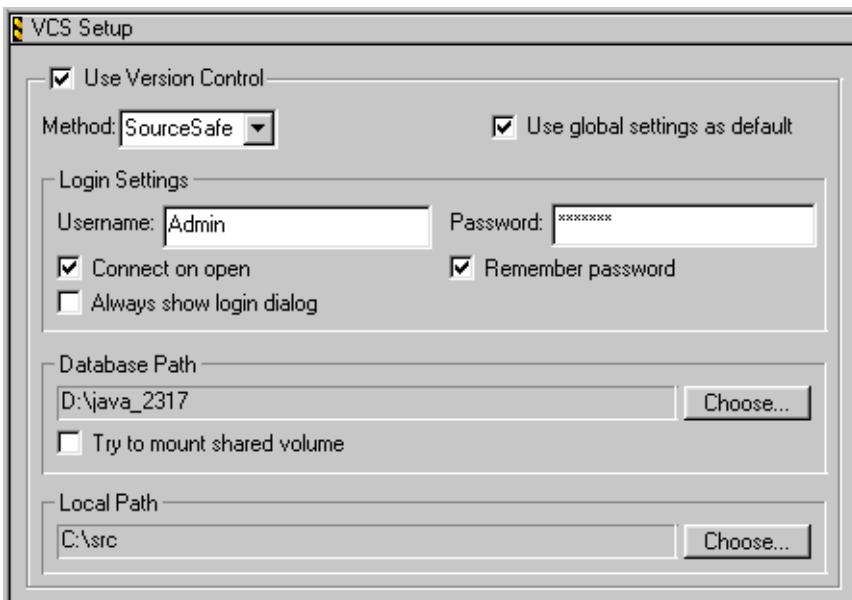 VCS Setup
Use Version Control
Method: SourceSafe Use global settings as default
Login Settings
Username: Admin Password: *******
Connect on open Remember password
Always show login dialog
Database Path
D:\java_2317 Choose...
Try to mount shared volume
Local Path
C:\src Choose...